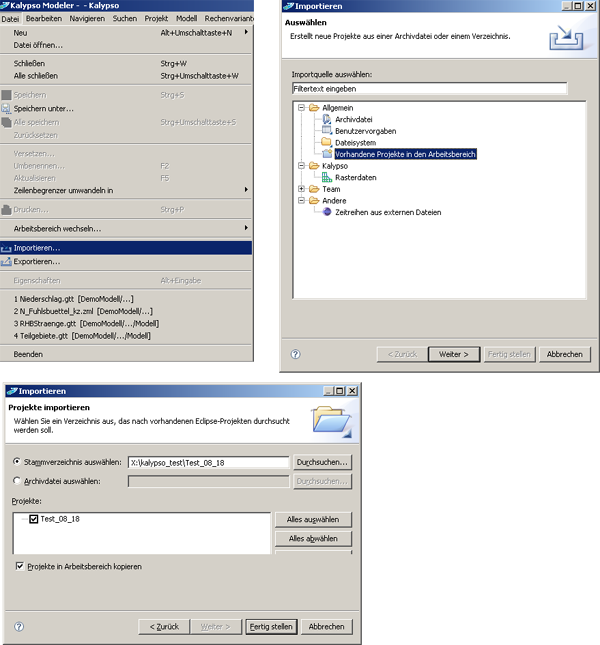 Kalypso Modeler - - Kalypso
Datei Bearbeiten Navigieren Suchen Projekt Modell Rechenvariante
Neu Alt+Umschalttaste+N
Datei öffnen...
Schließen Strg+W
Alle schließen Strg+Umschalttaste+W
Speichern Strg+S
Speichern unter...
Alle speichern Strg+Umschalttaste+S
Zurücksetzen
Versetzen...
Umbenennen... F2
Aktualisieren F5
Zeilenbegrenzer umwandeln in
Drucken... Strg+P
Arbeitsbereich wechseln...
Importieren...
Exportieren...
Eigenschaften Alt+Eingabe
1 Niederschlag.gtt [DemoModell/...]
2 N_Fuhlsbuettel_kz.zml [DemoModell/...]
3 RHBStraenge.gtt [DemoModell/.../Modell]
4 Teilgebiete.gtt [DemoModell/.../Modell]
Beenden
Importieren
Auswählen
Erstellt neue Projekte aus einer Archivdatei oder einem Verzeichnis.
Importquelle auswählen:
Filtertext eingeben
Allgemein
Archivdatei
Benutzervorgaben
Dateisystem
Vorhandene Projekte in den Arbeitsbereich
Kalypso
Rasterdaten
Team
Andere
Zeitreihen aus externen Dateien
? < Zurück Weiter > Fertig stellen Abbrechen
Importieren
Projekte importieren
Wählen Sie ein Verzeichnis aus, das nach vorhandenen Eclipse-Projekten durchsucht
werden soll.
Stammverzeichnis auswählen: X:\kalypso_test\Test_08_18 Durchsuchen...
Archivdatei auswählen: Durchsuchen...
Projekte:
Test_08_18
Alles auswählen
Alles abwählen
Projekte in Arbeitsbereich kopieren
? < Zurück Weiter > Fertig stellen Abbrechen